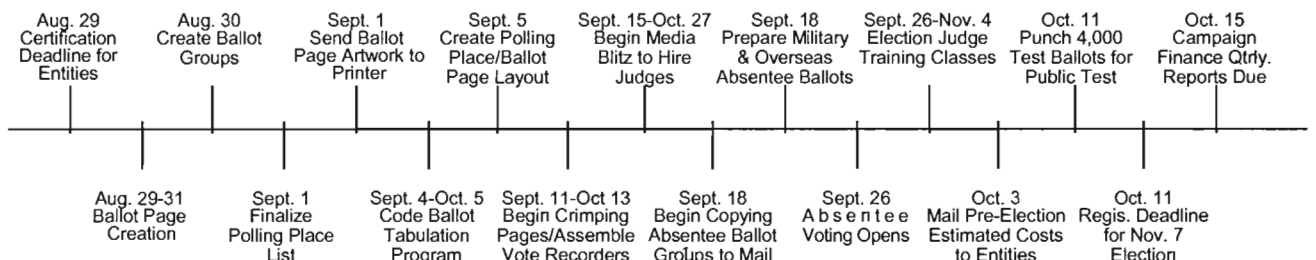 Aug. 29
Certification
Deadline for
Entities
Aug. 30
Create Ballot
Groups
Sept. 1
Send Ballot
Page Artwork to
Printer
Sept. 5
Create Polling
Place/Ballot
Page Layout
Sept. 15-Oct. 27
Begin Media
Blitz to Hire
Judges
Sept. 18
Prepare Military
& Overseas
Absentee Ballots
Sept. 26-Nov. 4
Election Judge
Training Classes
Oct. 11
Punch 4,000
Test Ballots for
Public Test
Oct. 15
Campaign
Finance Qtrly.
Reports Due
Aug. 29-31
Ballot Page
Creation
Sept. 1
Finalize
Polling Place
List
Sept. 4-Oct. 5
Code Ballot
Tabulation
Program
Sept. 11-Oct 13
Begin Crimping
Pages/Assemble
Vote Recorders
Sept. 18
Begin Copying
Absentee Ballot
Groups to Mail
Sept. 26
Absentee
Voting Opens
Oct. 3
Mail Pre-Election
Estimated Costs
to Entities
Oct. 11
Regis. Deadline
for Nov. 7
Election